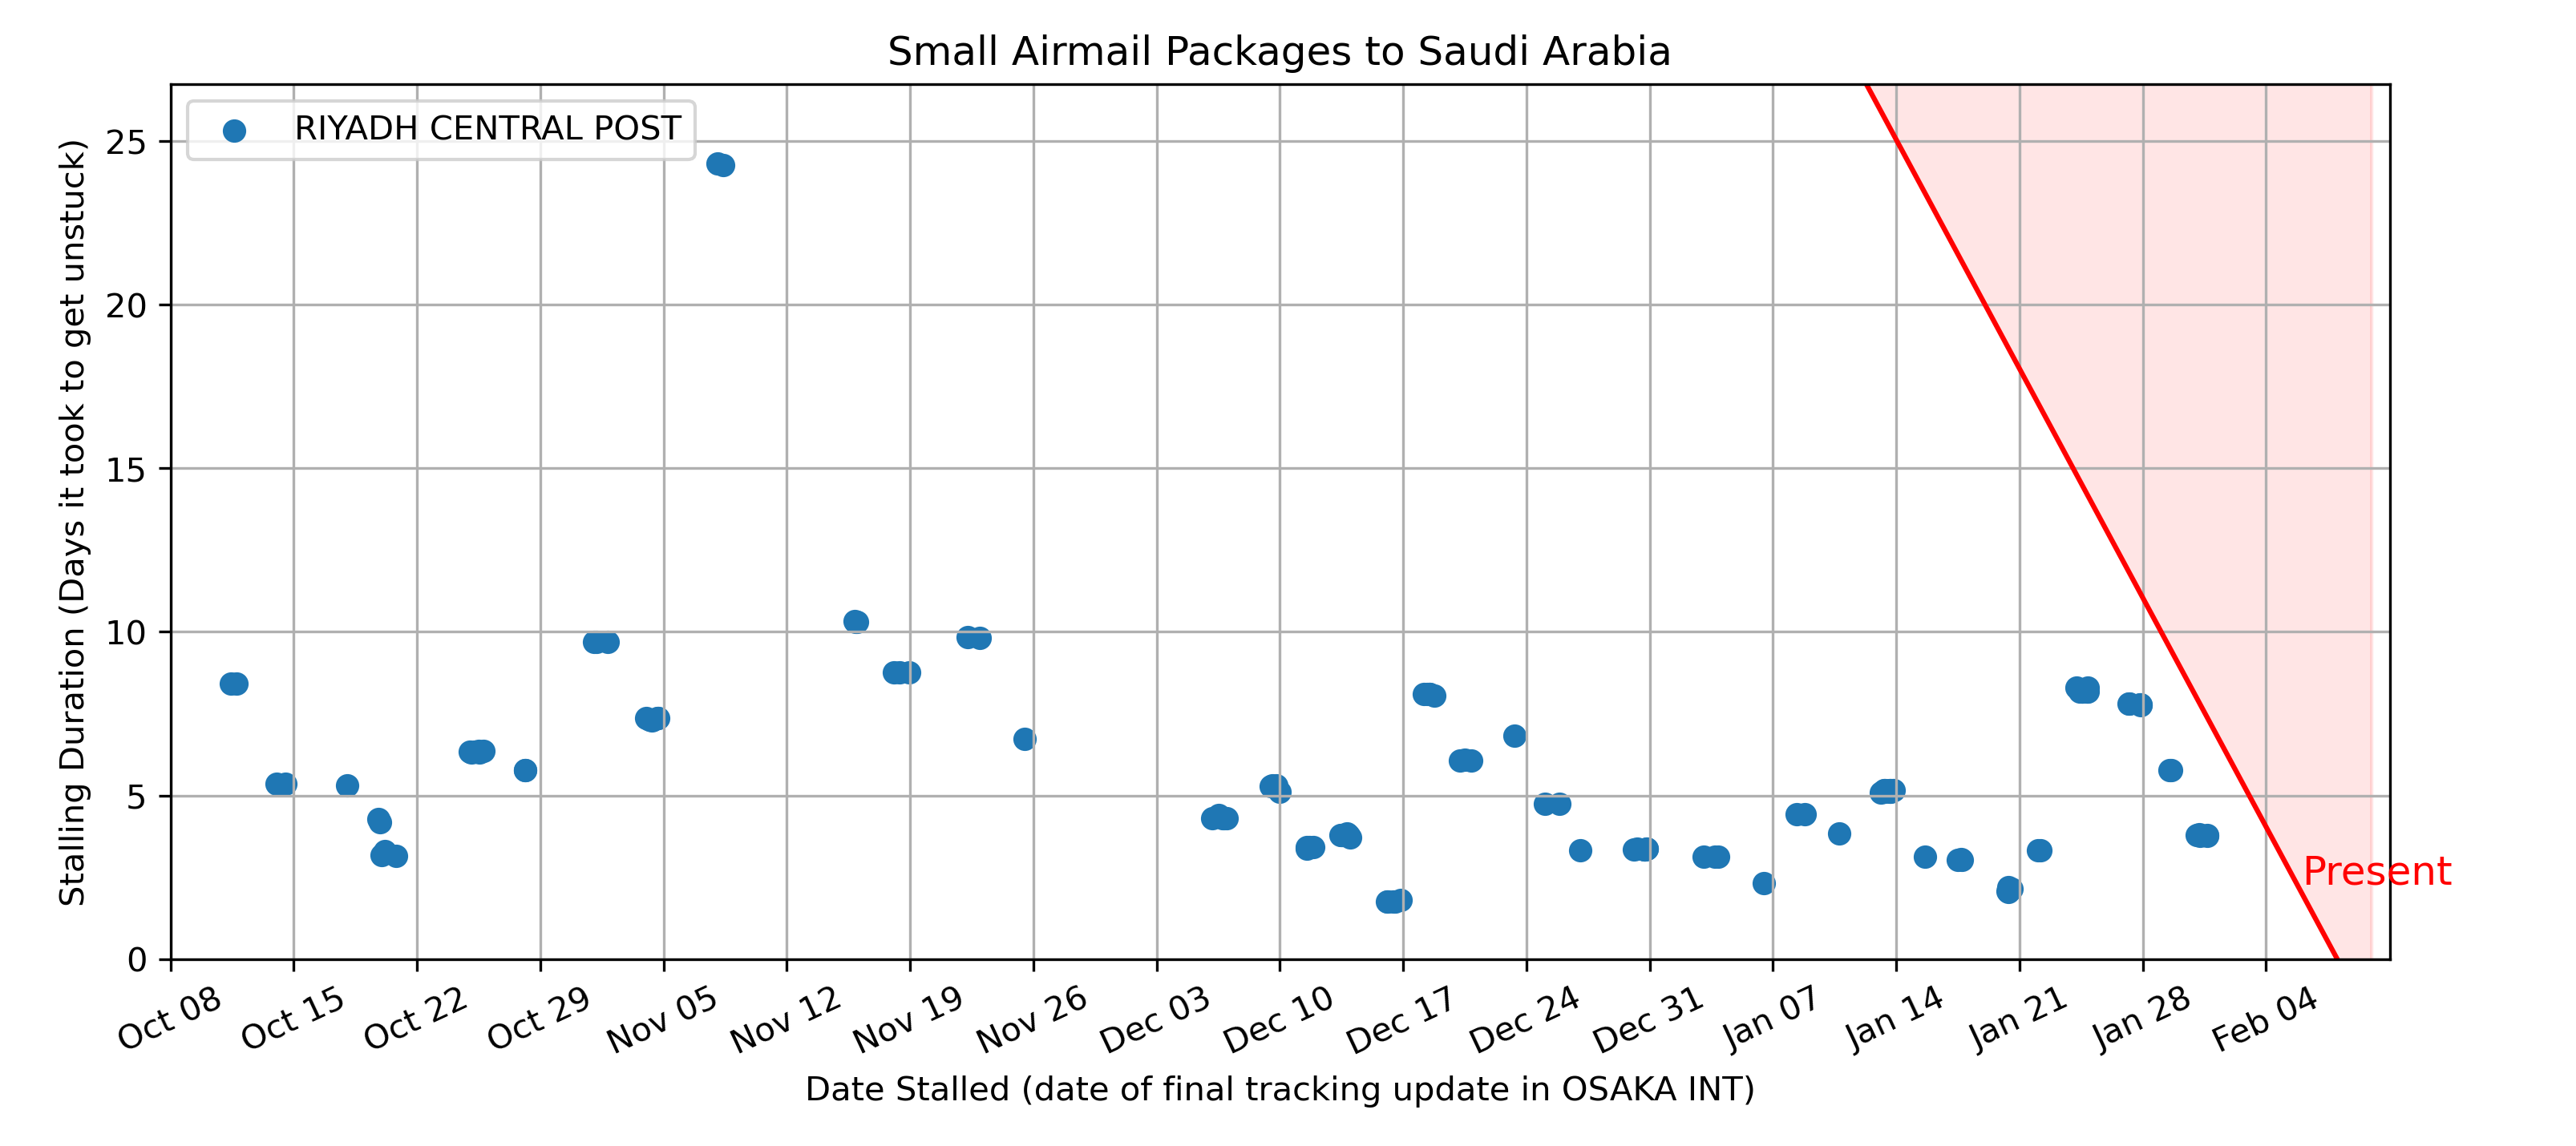 Small Airmail Packages to Saudi Arabia
RIYADH CENTRAL POST
Stalling Duration (Days it took to get unstuck)
25
20
15
10
5
0
Present
Oct 08
Oct 15
Oct 22
Oct 29
Nov 05
Nov 12
Nov 19
Nov 26
Dec 03
Dec 10
Dec 17
Dec 24
Dec 31
Jan 07
Jan 14
Jan 21
Jan 28
Feb 04
Date Stalled (date of final tracking update in OSAKA INT)